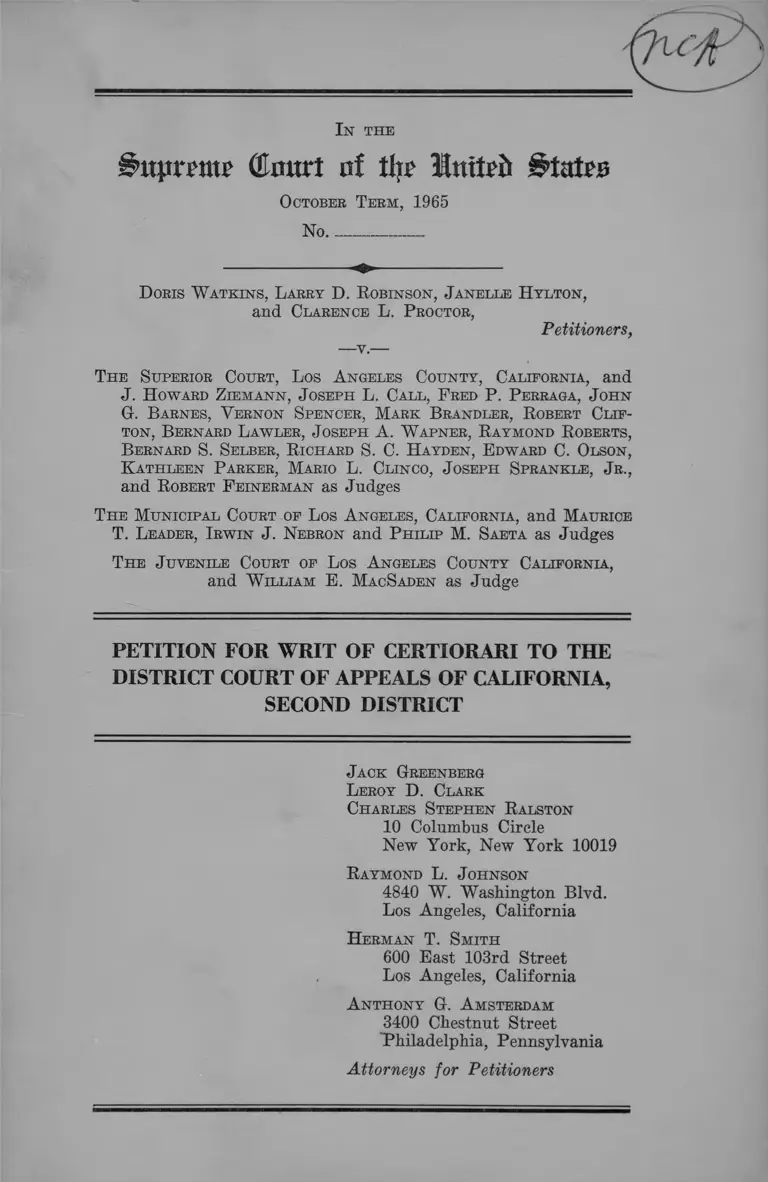 NCA
IN THE
Supreme Court of the United States
OCTOBER TERM, 1965
No.
DORIS WATKINS, LARRY D. ROBINSON, JANELLE HYLTON,
and CLARENCE L. PROCTOR,
Petitioners,
—v.—
THE SUPERIOR COURT, LOS ANGELES COUNTY, CALIFORNIA, and
J. HOWARD ZIEMANN, JOSEPH L. CALL, FRED P. PERRAGA, JOHN
G. BARNES, VERNON SPENCER, MARK BRANDLER, ROBERT CLIF-
TON, BERNARD LAWLER, JOSEPH A. WAPNER, RAYMOND ROBERTS,
BERNARD S. SELBER, RICHARD S. C. HAYDEN, EDWARD C. OLSON,
KATHLEEN PARKER, MARIO L. CLINCO, JOSEPH SPRANKLE, JR.,
and ROBERT FEINERMAN as Judges
THE MUNICIPAL COURT OF LOS ANGELES, CALIFORNIA, and MAURICE
T. LEADER, IRWIN J. NEBRON and PHILIP M. SAETA as Judges
THE JUVENILE COURT OF LOS ANGELES COUNTY CALIFORNIA,
and WILLIAM E. MACSADEN as Judge
PETITION FOR WRIT OF CERTIORARI TO THE
DISTRICT COURT OF APPEALS OF CALIFORNIA,
SECOND DISTRICT
JACK GREENBERG
LEROY D. CLARK
CHARLES STEPHEN RALSTON
10 Columbus Circle
New York, New York 10019
RAYMOND L. JOHNSON
4840 W. Washington Blvd.
Los Angeles, California
HERMAN T. SMITH
600 East 103rd Street
Los Angeles, California
ANTHONY G. AMSTERDAM
3400 Chestnut Street
Philadelphia, Pennsylvania
Attorneys for Petitioners